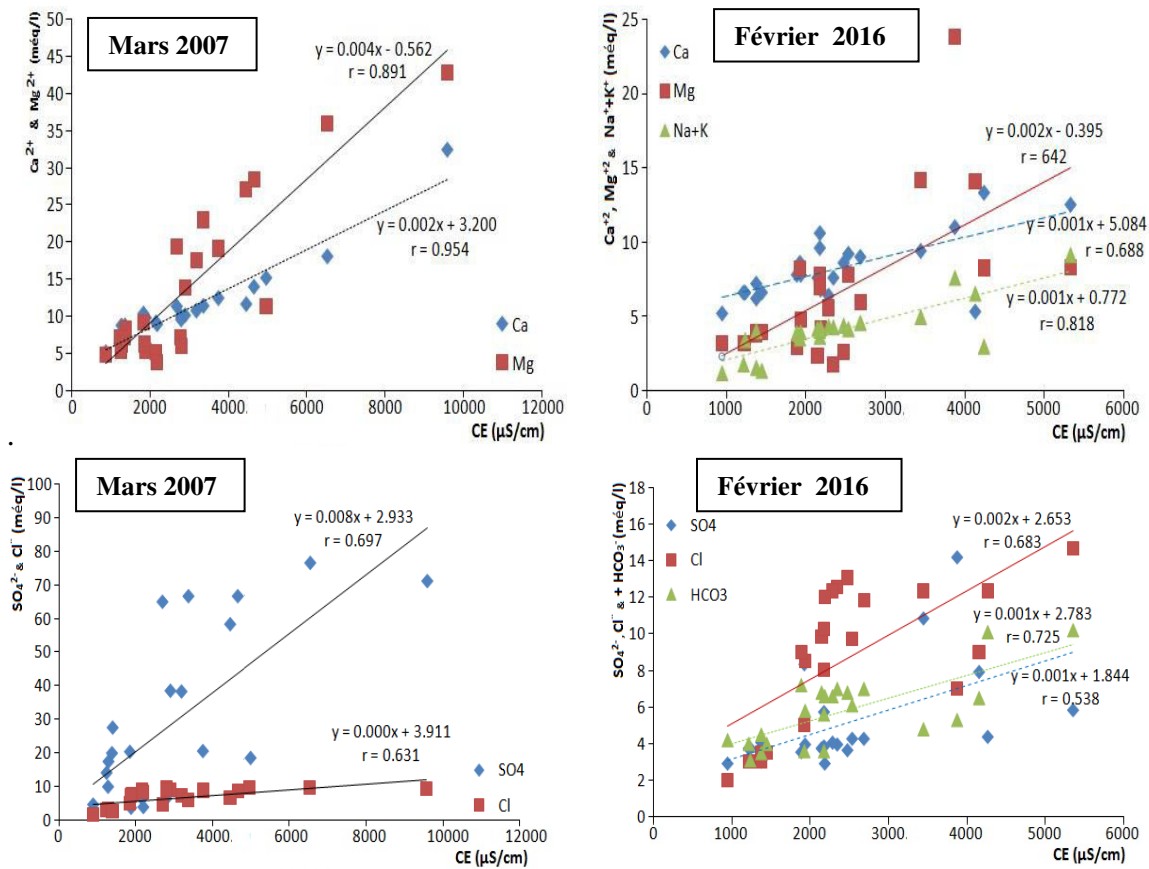 Mars 2007
Ca 2+ & Mg 2+ (méq/l)
50
45
40
35
30
25
20
15
10
5
0
y = 0.004x - 0.562
r = 0.891
y = 0.002x + 3.200
r = 0.954
Ca
Mg
0 2000 4000 6000 8000 10000 12000
CE (µS/cm)
Février 2016
Ca+2, Mg+2 & Na++K+ (méq/l)
25
20
15
10
5
0
Ca
Mg
Na+K
y = 0.002x - 0.395
r = 642
y = 0.001x + 5.084
r = 0.688
y = 0.001x + 0.772
r= 0.818
0 1000 2000 3000 4000 5000 6000
CE (µS/cm)
.
Mars 2007
SO4 2- & Cl- (méq/l)
100
90
80
70
60
50
40
30
20
10
0
y = 0.008x + 2.933
r = 0.697
y = 0.000x + 3.911
r = 0.631
SO4
Cl
0 2000 4000 6000 8000 10000 12000
CE (µS/cm)
Février 2016
SO4 2-, Cl- & + HCO3- (méq/l)
18
16
14
12
10
8
6
4
2
0
SO4
Cl
HCO3
y = 0.002x + 2.653
r = 0.683
y = 0.001x + 2.783
r = 0.725
y = 0.001x + 1.844
r = 0.538
0 1000 2000 3000 4000 5000 6000
CE (µS/cm)